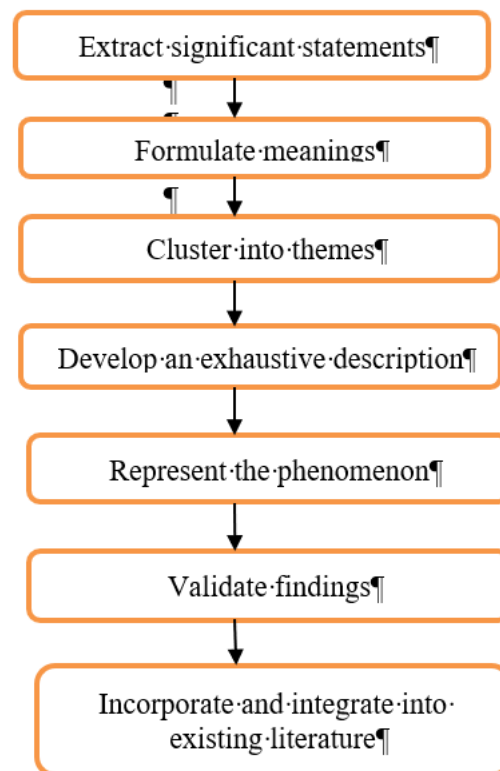 Extract·significant·statements¶
¶
¶
Formulate·meanings¶
¶
Cluster·into·themes¶
Develop·an·exhaustive·description¶
Represent·the·phenomenon¶
Validate·findings¶
Incorporate·and·integrate·into·
existing·literature¶